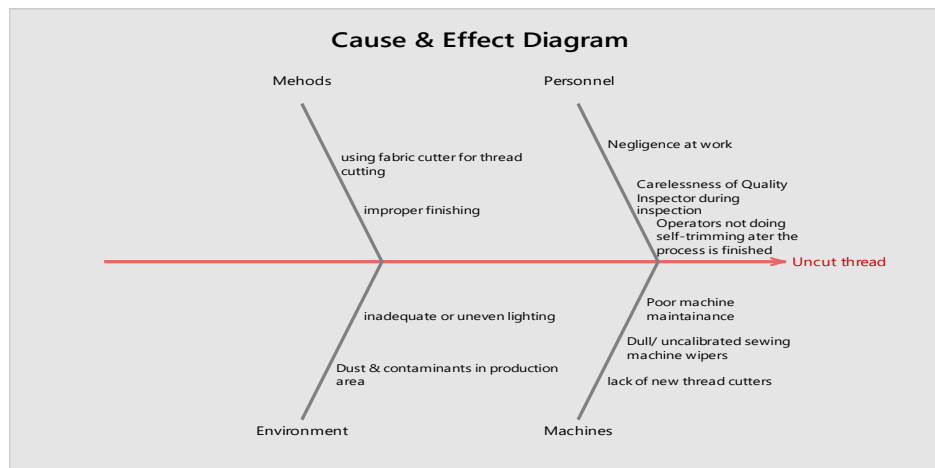 Cause & Effect Diagram
Mehods
Personnel
using fabric cutter for thread
cutting
improper finishing
Negligence at work
Carelessness of Quality
Inspector during
inspection
Operators not doing
self-trimming ater the
process is finished
Uncut thread
inadequate or uneven lighting
Dust & contaminants in production
area
Poor machine
maintainance
Dull/ uncalibrated sewing
machine wipers
lack of new thread cutters
Environment
Machines